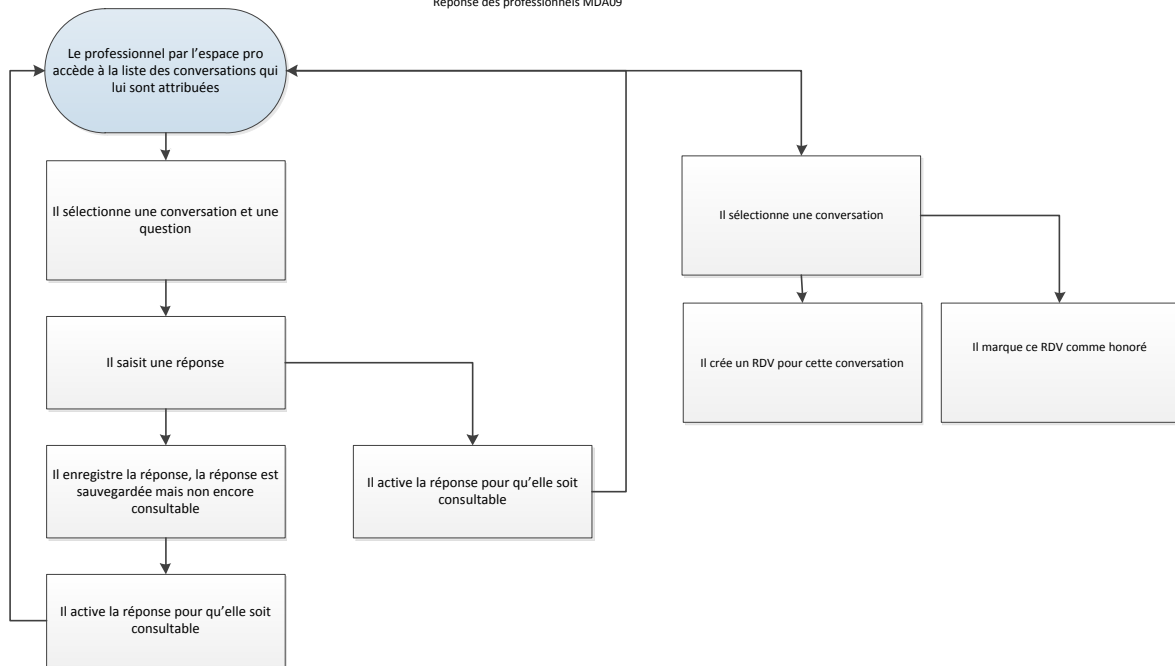 Réponse des professionnels MDA09
Le professionnel par l'espace pro
accède à la liste des conversations qui
lui sont attribuées
Il sélectionne une conversation et une
question
Il sélectionne une conversation
Il saisit une réponse
Il crée un RDV pour cette conversation
Il marque ce RDV comme honoré
Il enregistre la réponse, la réponse est
sauvegardée mais non encore
consultable
Il active la réponse pour qu'elle soit
consultable
Il active la réponse pour qu'elle soit
consultable